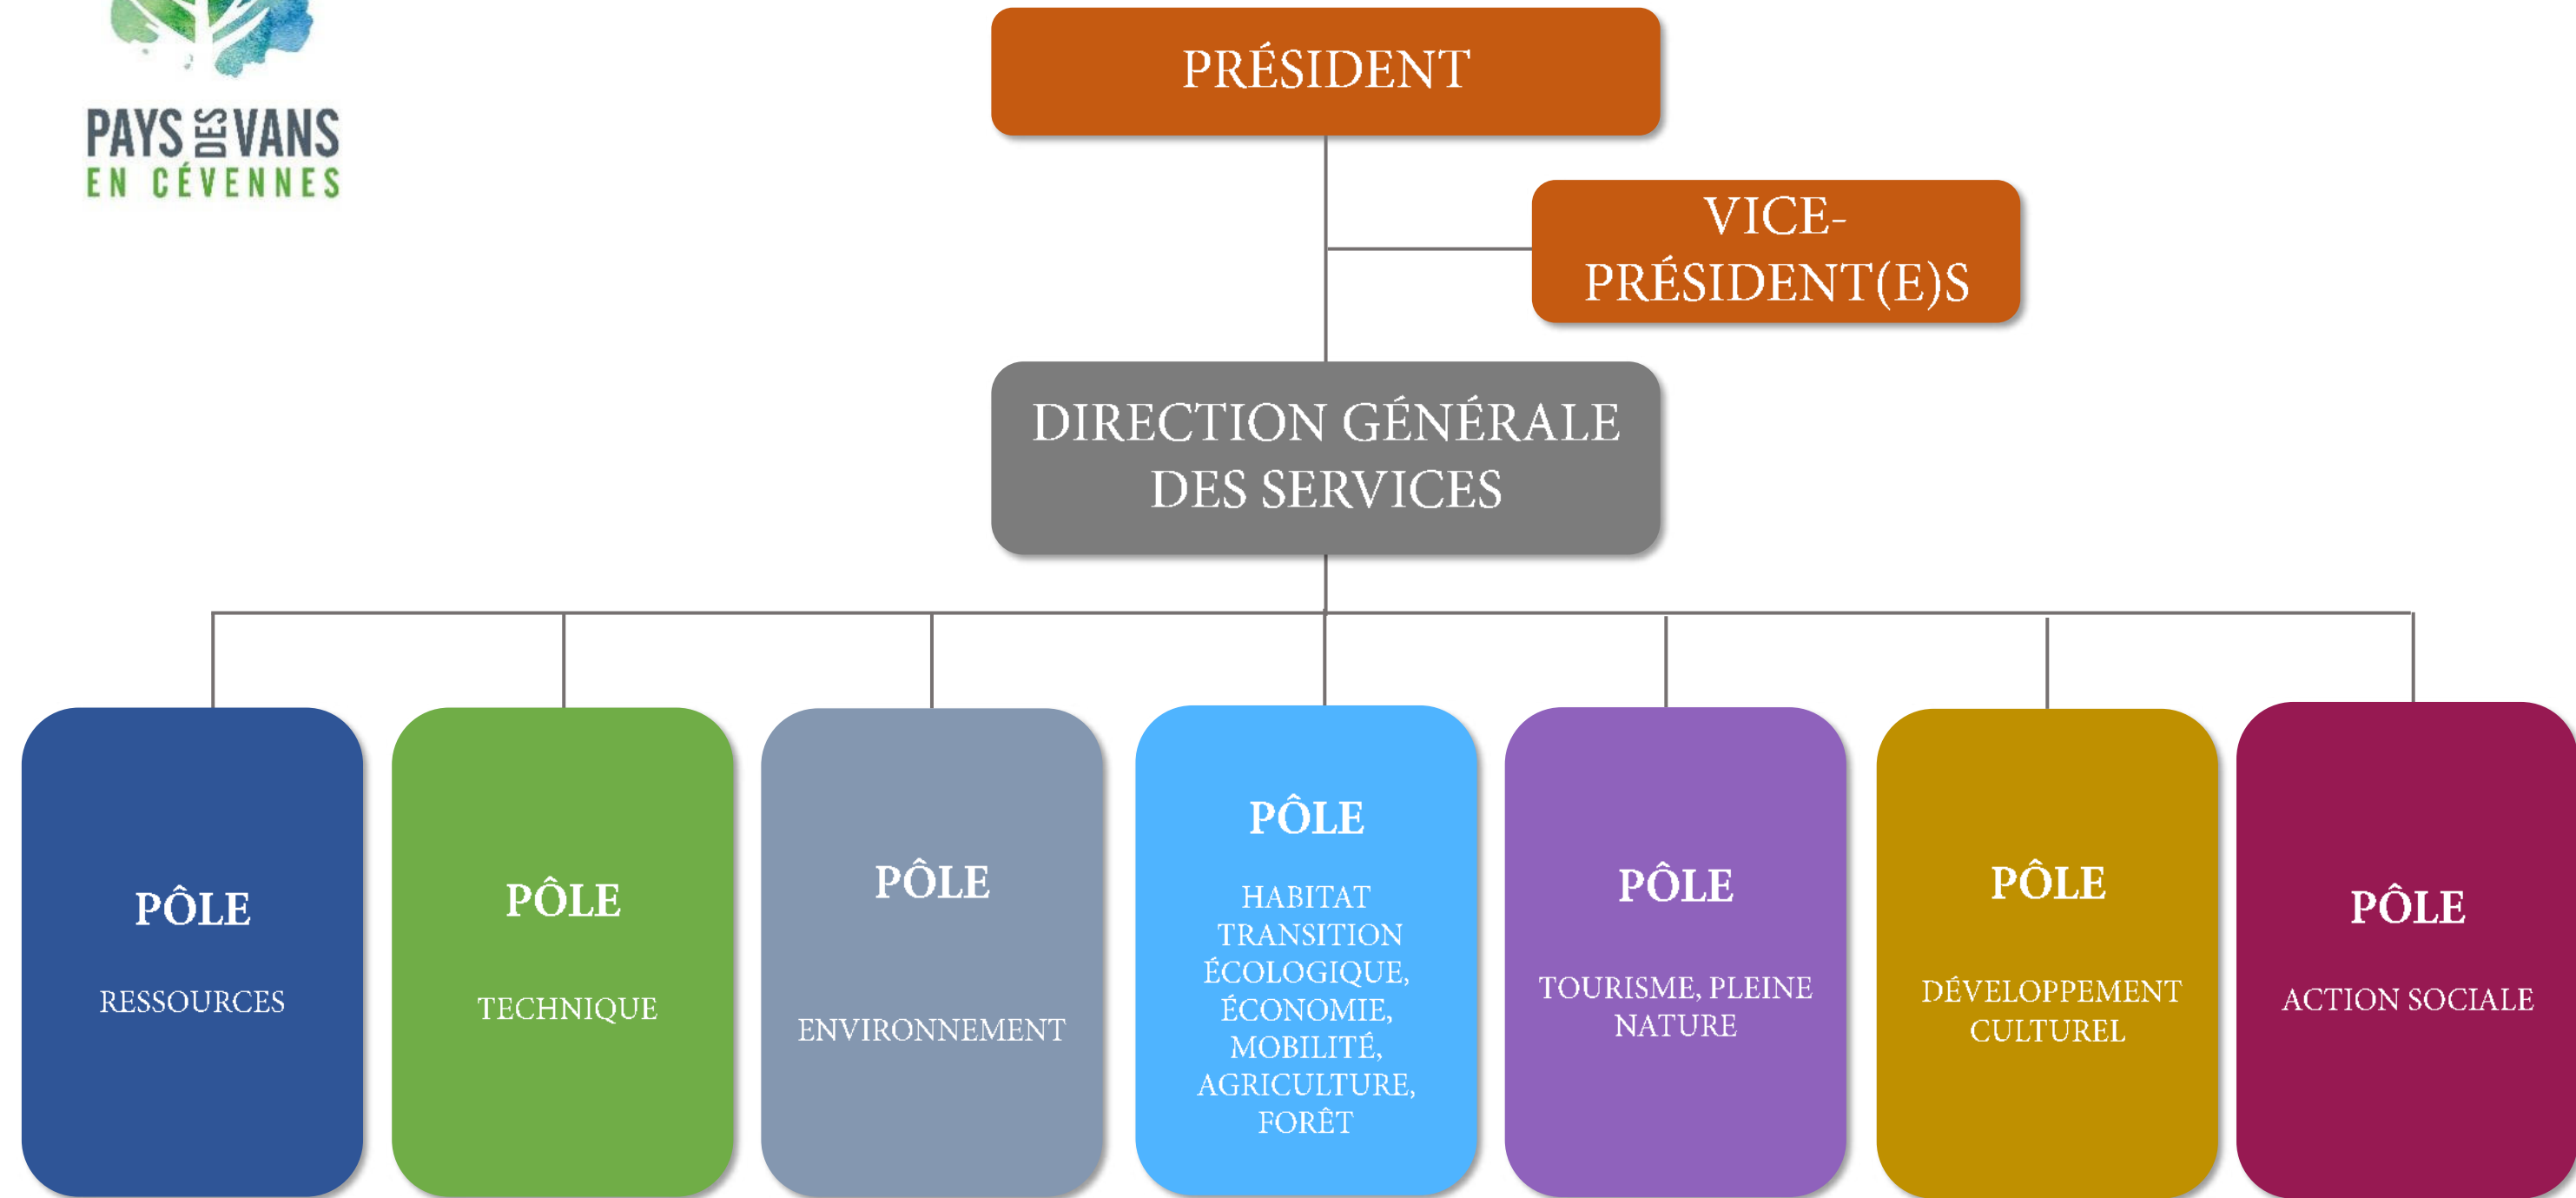 PAYS DES VANS
EN CÉVENNES
PRÉSIDENT
VICE-
PRÉSIDENT(E)S
DIRECTION GÉNÉRALE
DES SERVICES
PÔLE
RESSOURCES
PÔLE
TECHNIQUE
PÔLE
ENVIRONNEMENT
PÔLE
HABITAT
TRANSITION
ÉCOLOGIQUE,
ÉCONOMIE,
MOBILITÉ,
AGRICULTURE,
FORÊT
PÔLE
TOURISME, PLEINE
NATURE
PÔLE
DÉVELOPPEMENT
CULTUREL
PÔLE
ACTION SOCIALE